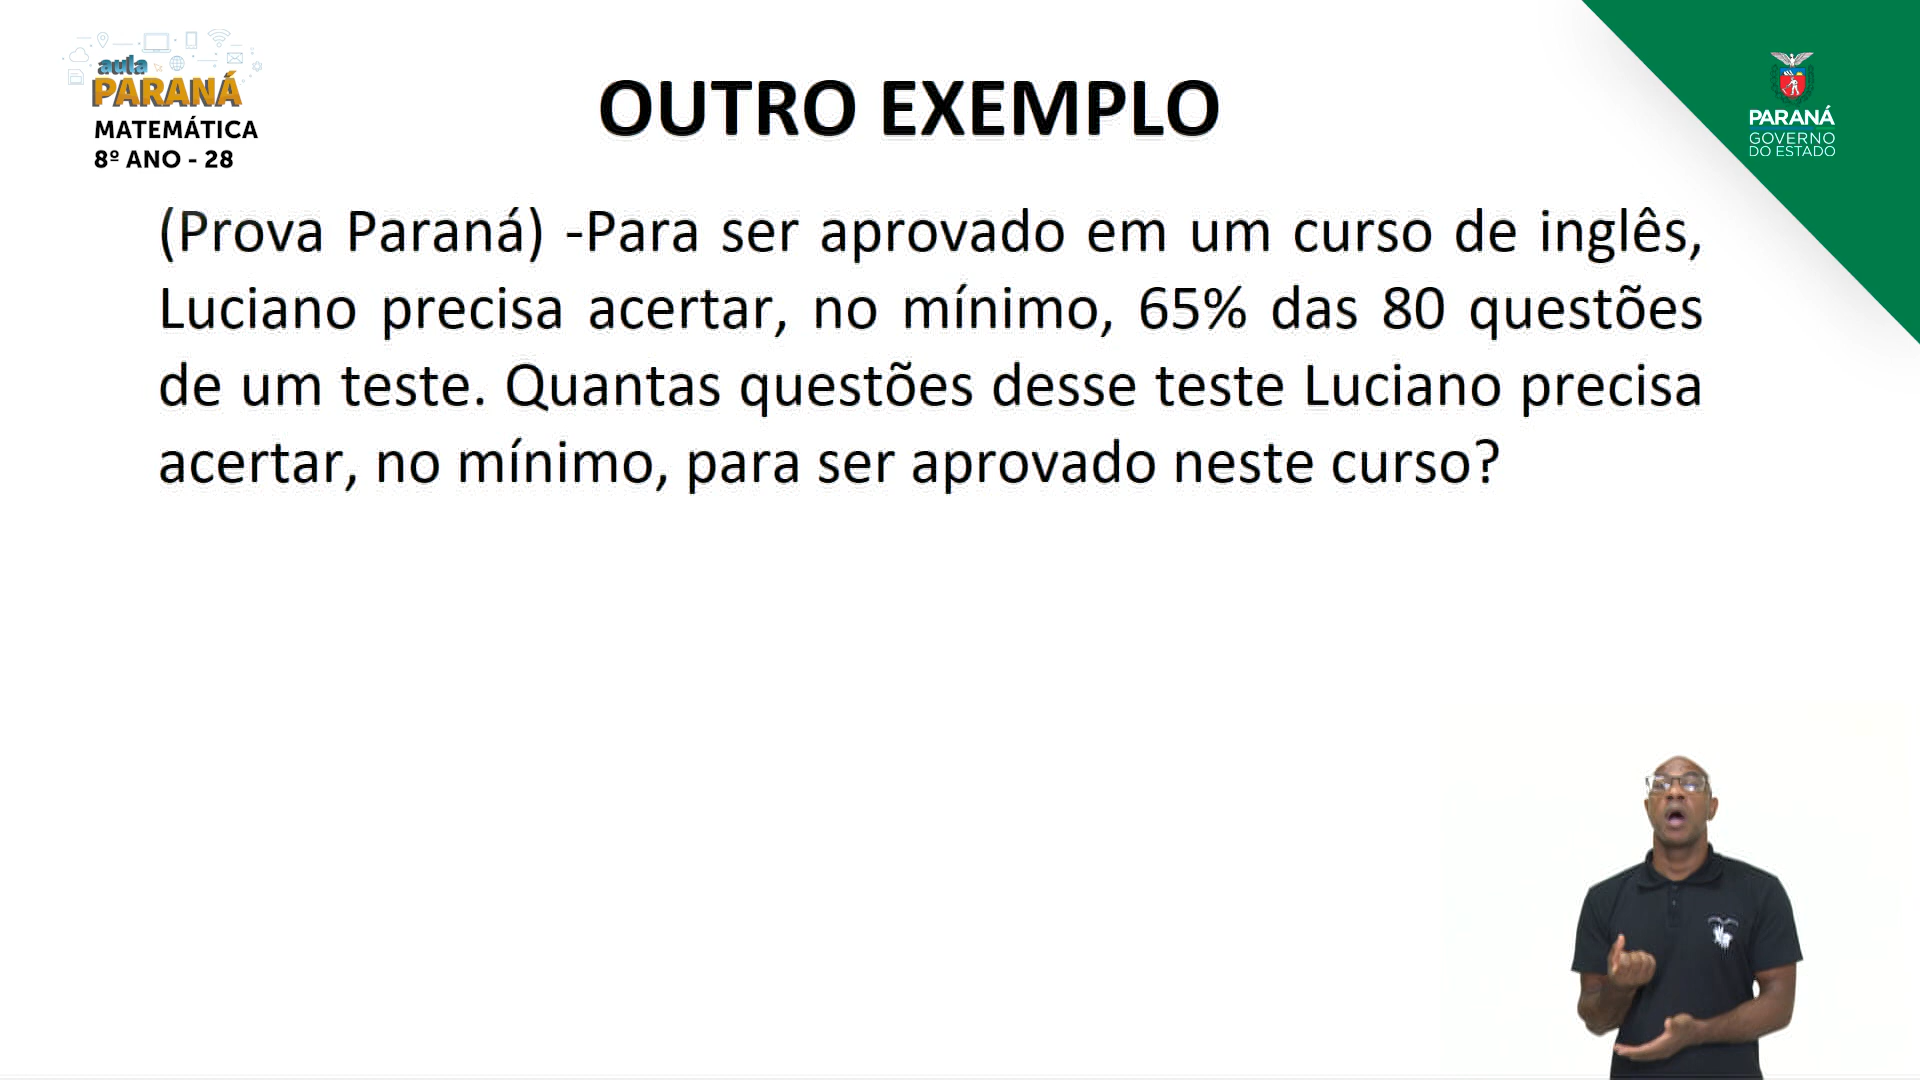 aula
PARANÁ
MATEMÁTICA
8º ANO - 28
OUTRO EXEMPLO
PARANÁ
GOVERNO
DO ESTADO
(Prova Paraná) -Para ser aprovado em um curso de inglês,
Luciano precisa acertar, no mínimo, 65% das 80 questões
de um teste. Quantas questões desse teste Luciano precisa
acertar, no mínimo, para ser aprovado neste curso?